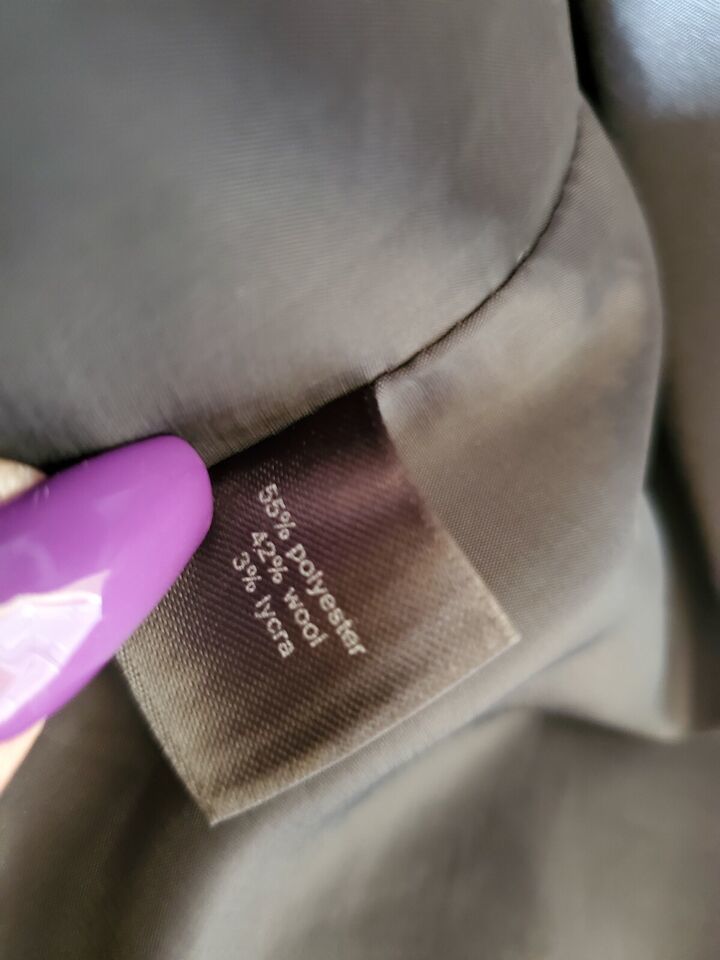 55% polyester
42% wool
3% lycra